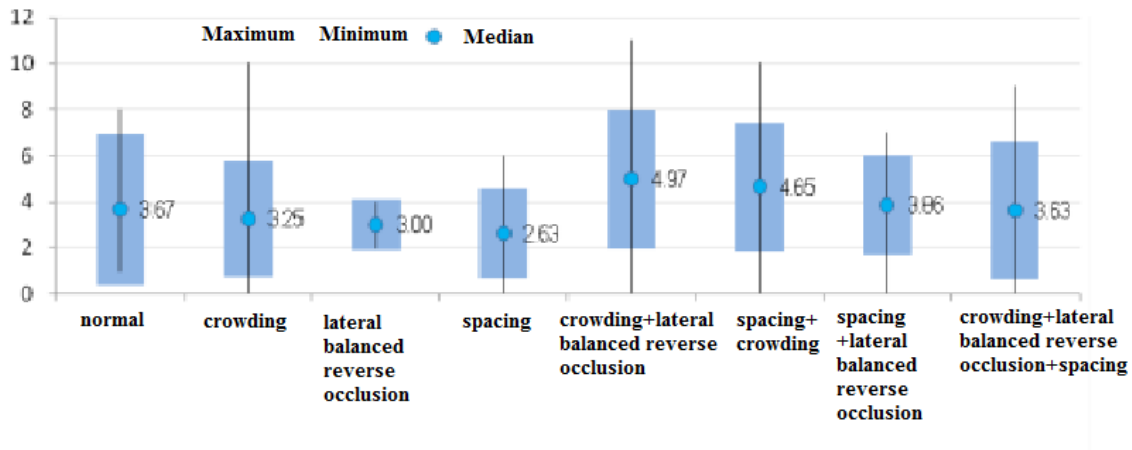 12
Maximum Minimum Median
10
8
6
4
2
0
3.67
3.25
3.00
2.63
4.97
4.65
3.86
3.63
normal
crowding
lateral
balanced
reverse
occlusion
spacing
crowding+lateral
balanced reverse
occlusion
spacing+
crowding
spacing
+lateral
balanced
reverse
occlusion
crowding+lateral
balanced reverse
occlusion+spacing